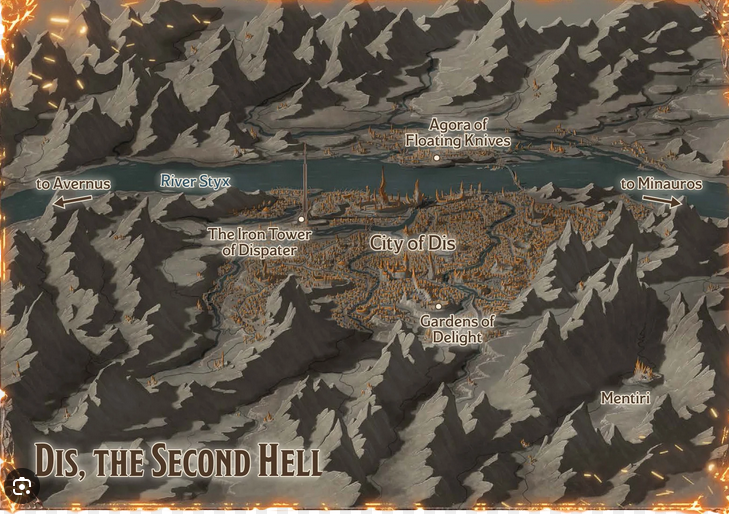 Agora of
Floating Knives
to Avernus
River Styx
to Minauros
The Iron Tower
of Dispater
City of Dis
Gardens of
Delight
Mentiri
Dis, the Second Hell